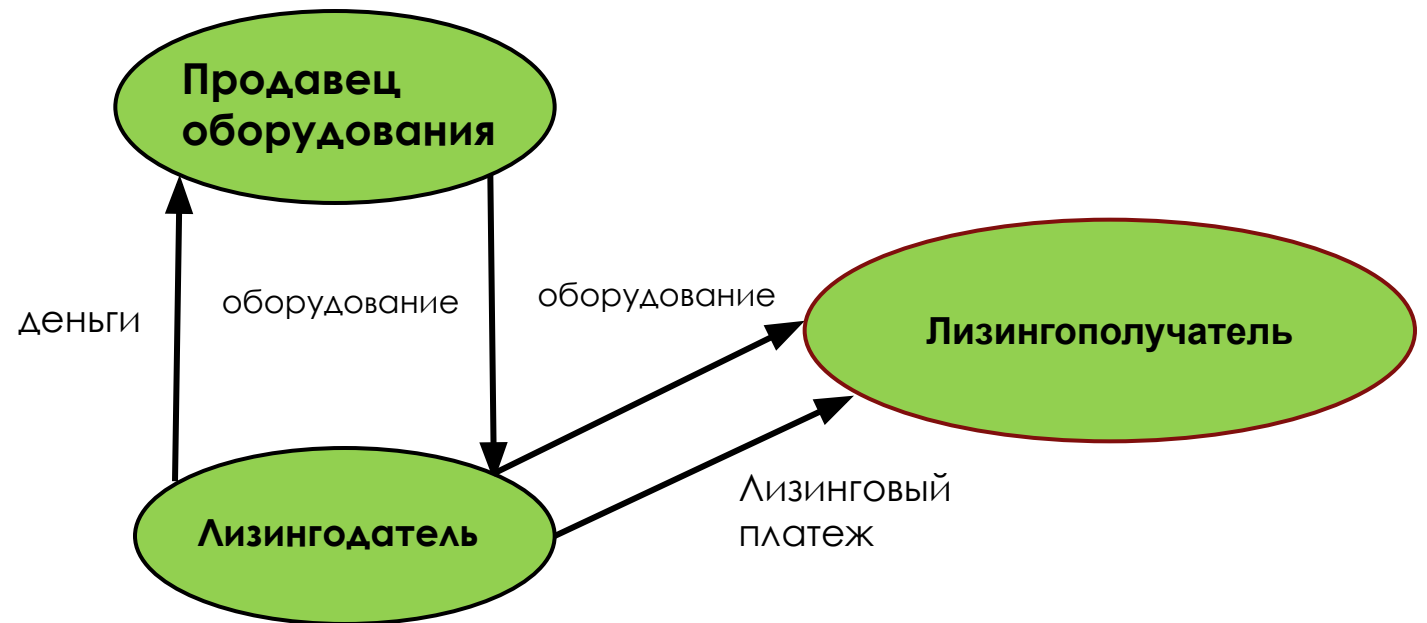 Продавец
оборудования
деньги
оборудование
оборудование
Лизингополучатель
Лизинговый
платеж
Лизингодатель